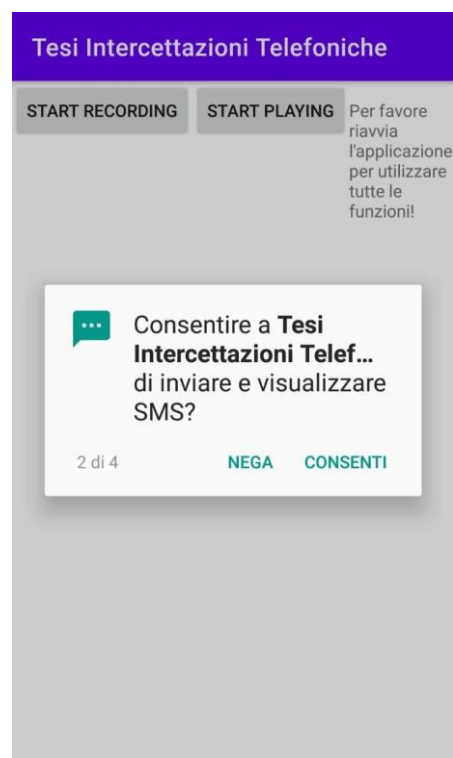 Tesi Intercettazioni Telefoniche
START RECORDING
START PLAYING
Per favore
riavvia
l'applicazione
per utilizzare
tutte le
funzioni!
Consentire a Tesi
Intercettazioni Telef...
di inviare e visualizzare
SMS?
2 di 4
NEGA
CONSENTI